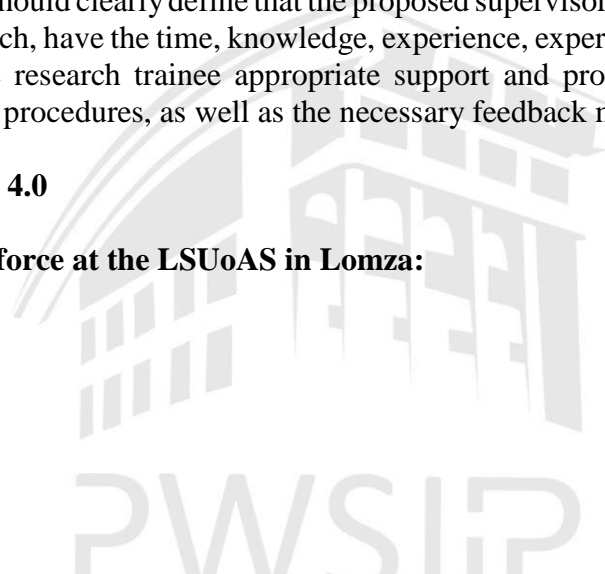 ould clearly define that the proposed supervisor
ch, have the time, knowledge, experience, exper
research trainee appropriate support and pro
procedures, as well as the necessary feedback
4.0
force at the LSUoAS in Lomza:
PWSIP